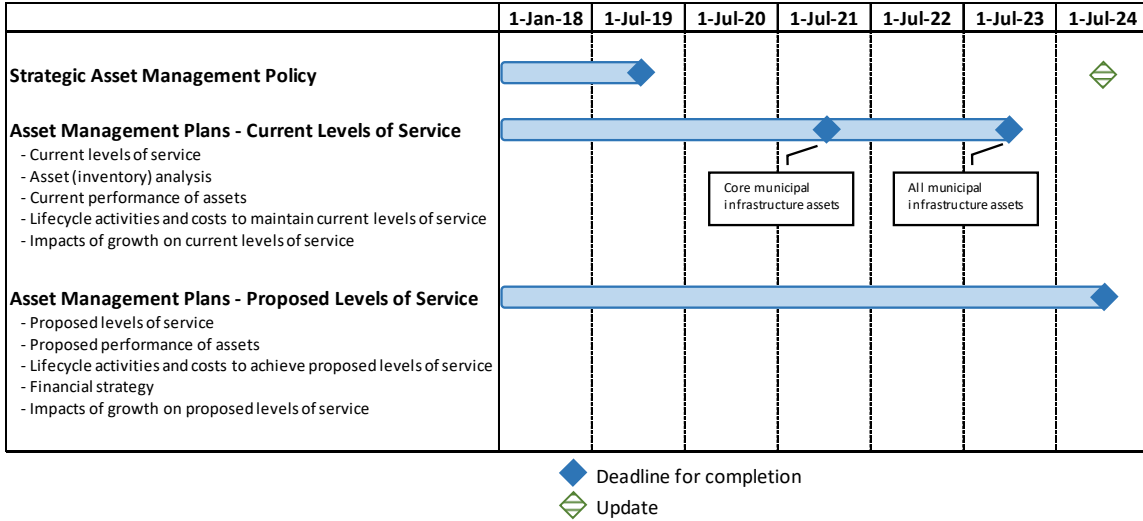 1-Jan-18 1-Jul-19 1-Jul-20 1-Jul-21 1-Jul-22 1-Jul-23 1-Jul-24
Strategic Asset Management Policy
Asset Management Plans - Current Levels of Service
- Current levels of service
- Asset (inventory) analysis
- Current performance of assets
- Lifecycle activities and costs to maintain current levels of service
- Impacts of growth on current levels of service
Core municipal
infrastructure assets
All municipal
infrastructure assets
Asset Management Plans - Proposed Levels of Service
- Proposed levels of service
- Proposed performance of assets
- Lifecycle activities and costs to achieve proposed levels of service
- Financial strategy
- Impacts of growth on proposed levels of service
Deadline for completion
Update